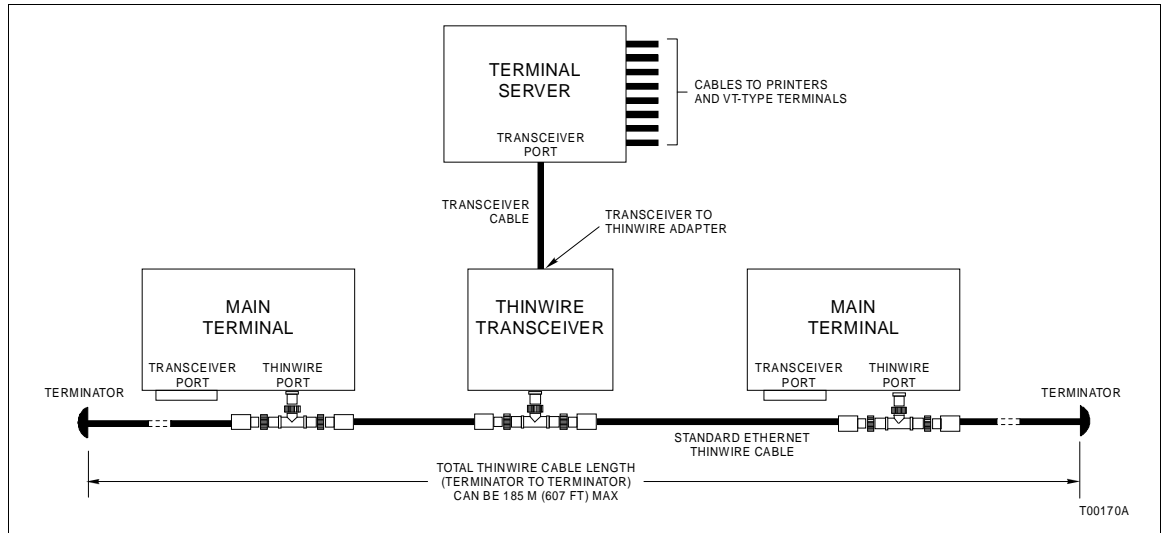 TERMINAL
SERVER
TRANSCEIVER
PORT
CABLES TO PRINTERS
AND VT-TYPE TERMINALS
TRANSCEIVER
CABLE
TRANSCEIVER TO
THINWIRE ADAPTER
MAIN
TERMINAL
TRANSCEIVER
PORT
THINWIRE
PORT
THINWIRE
TRANSCEIVER
MAIN
TERMINAL
TRANSCEIVER
PORT
THINWIRE
PORT
TERMINATOR
TERMINATOR
STANDARD ETHERNET
THINWIRE CABLE
TOTAL THINWIRE CABLE LENGTH
(TERMINATOR TO TERMINATOR)
CAN BE 185 M (607 FT) MAX
T00170A